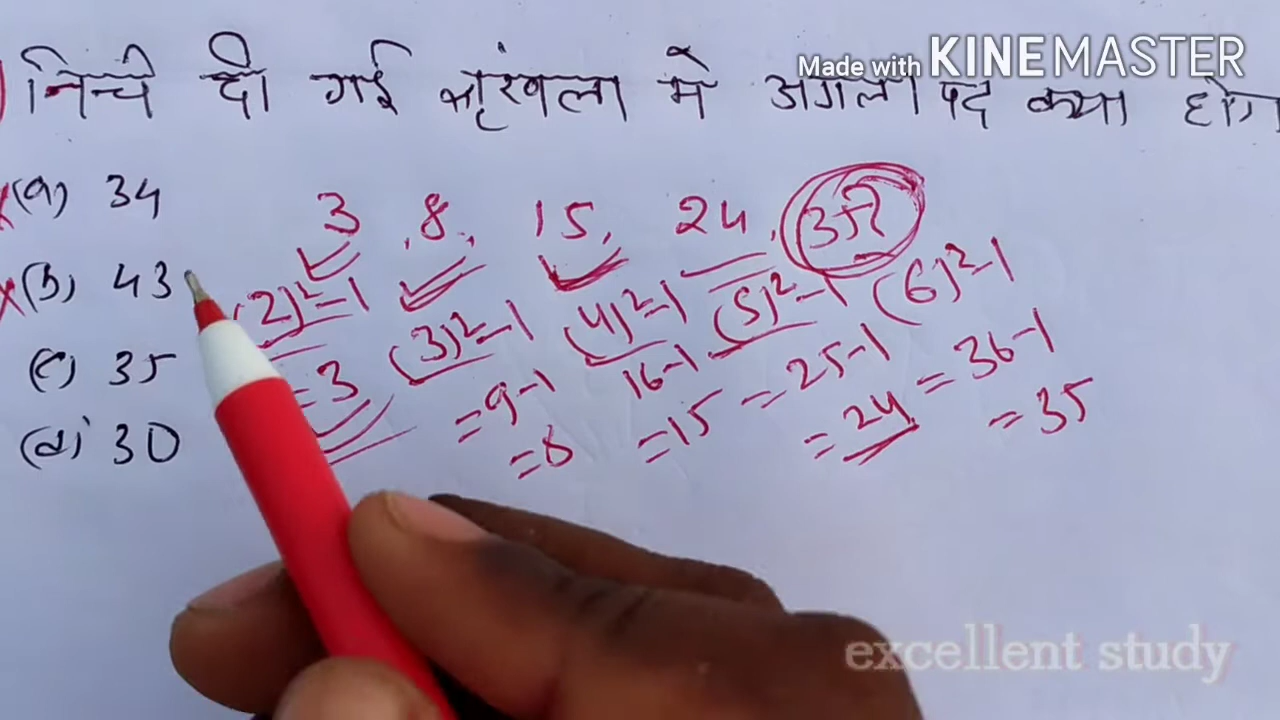 Made with KINEMASTER
निचे दी गई श्रृंखला मे अगला पद क्या होगा
(a) 34
3, 8, 15, 24, 35?
(b) 43
(2)²-1 (3)²-1 (4)²-1 (5)²-1 (6)²-1
(c) 35
=3 =9-1 16-1 =25-1 =36-1
(d) 30
=8 =15 =24 =35
excellent study